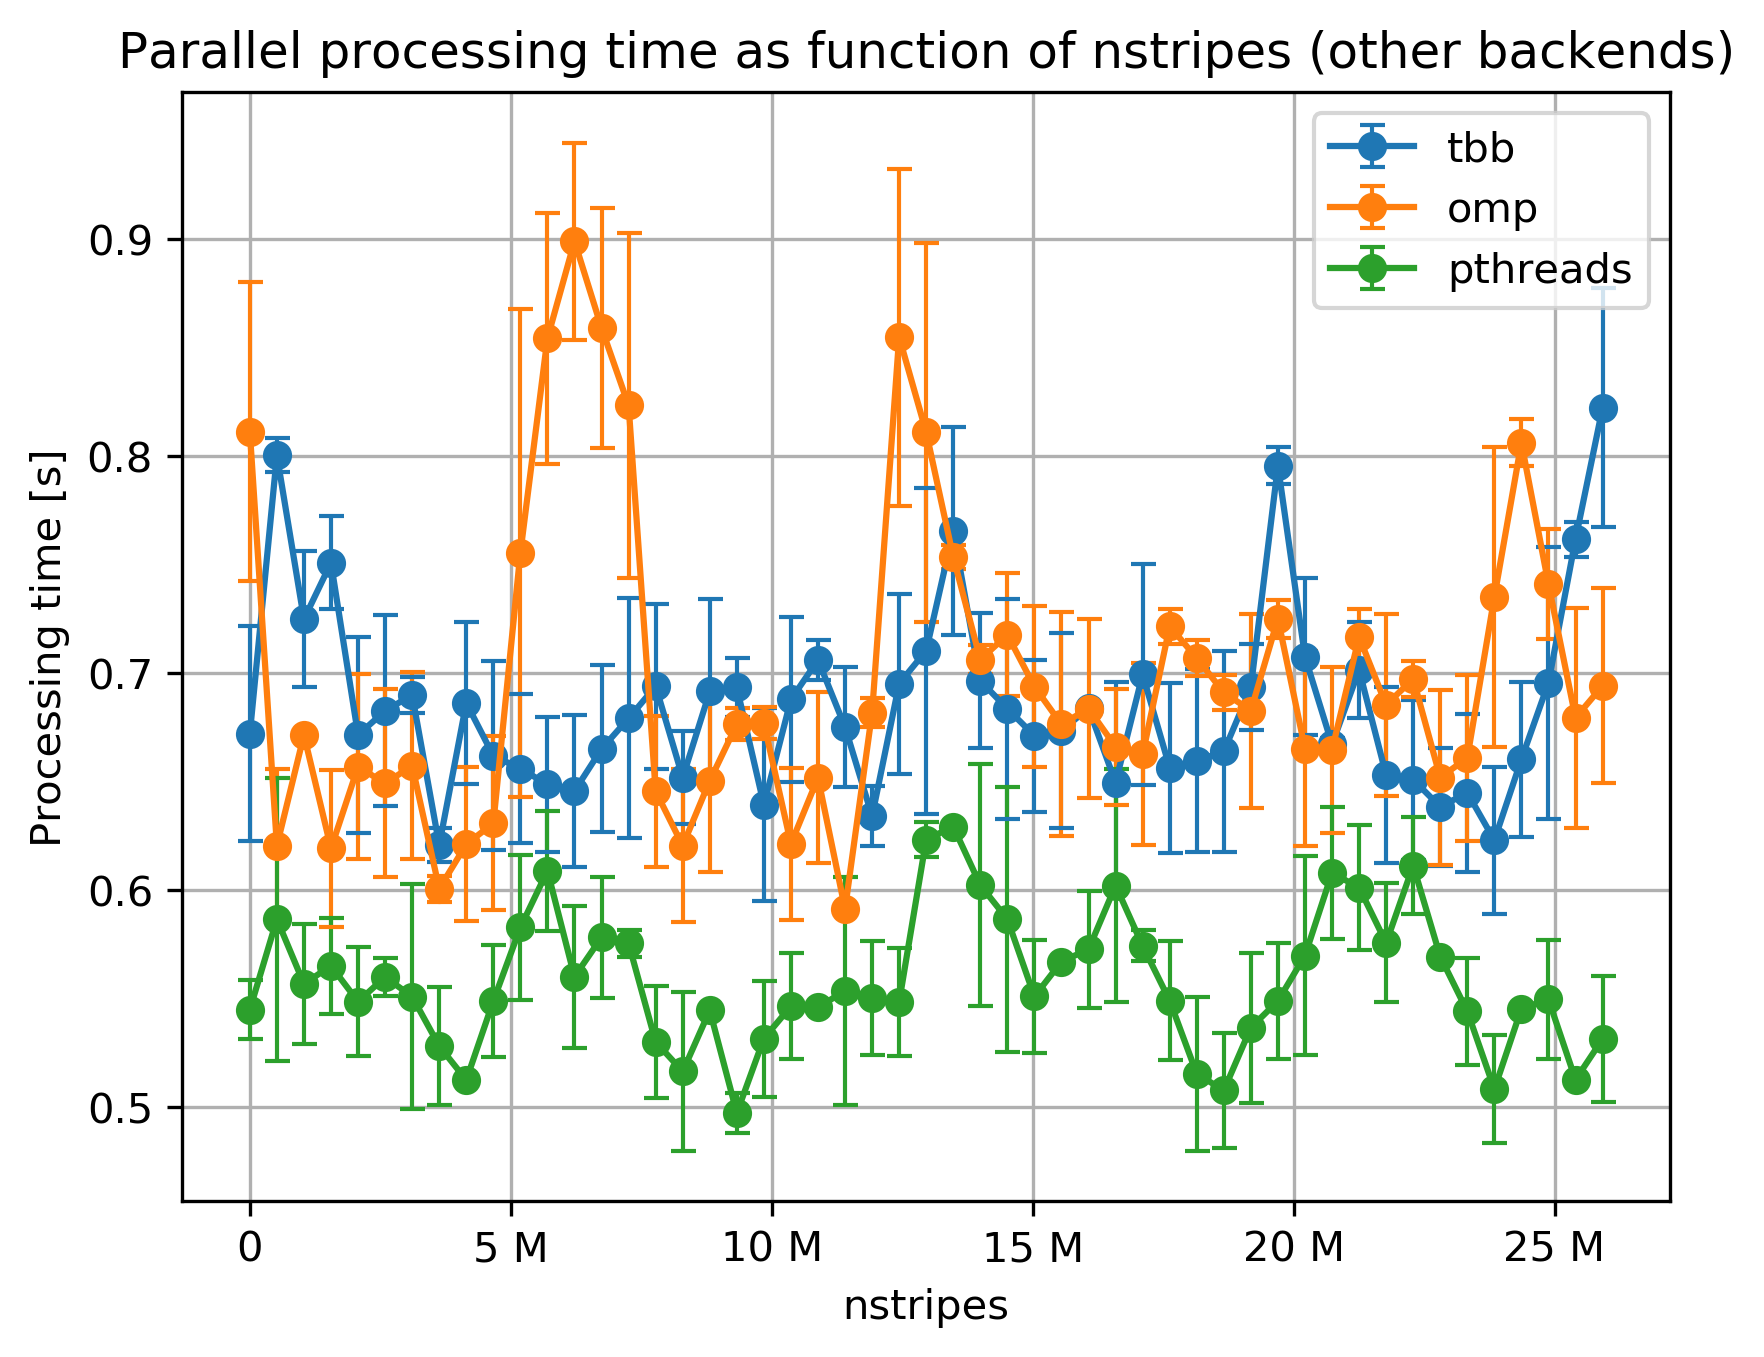 Parallel processing time as function of nstripes (other backends)
tbb
omp
pthreads
Processing time [s]
0.9
0.8
0.7
0.6
0.5
0
5 M
10 M
15 M
20 M
25 M
nstripes